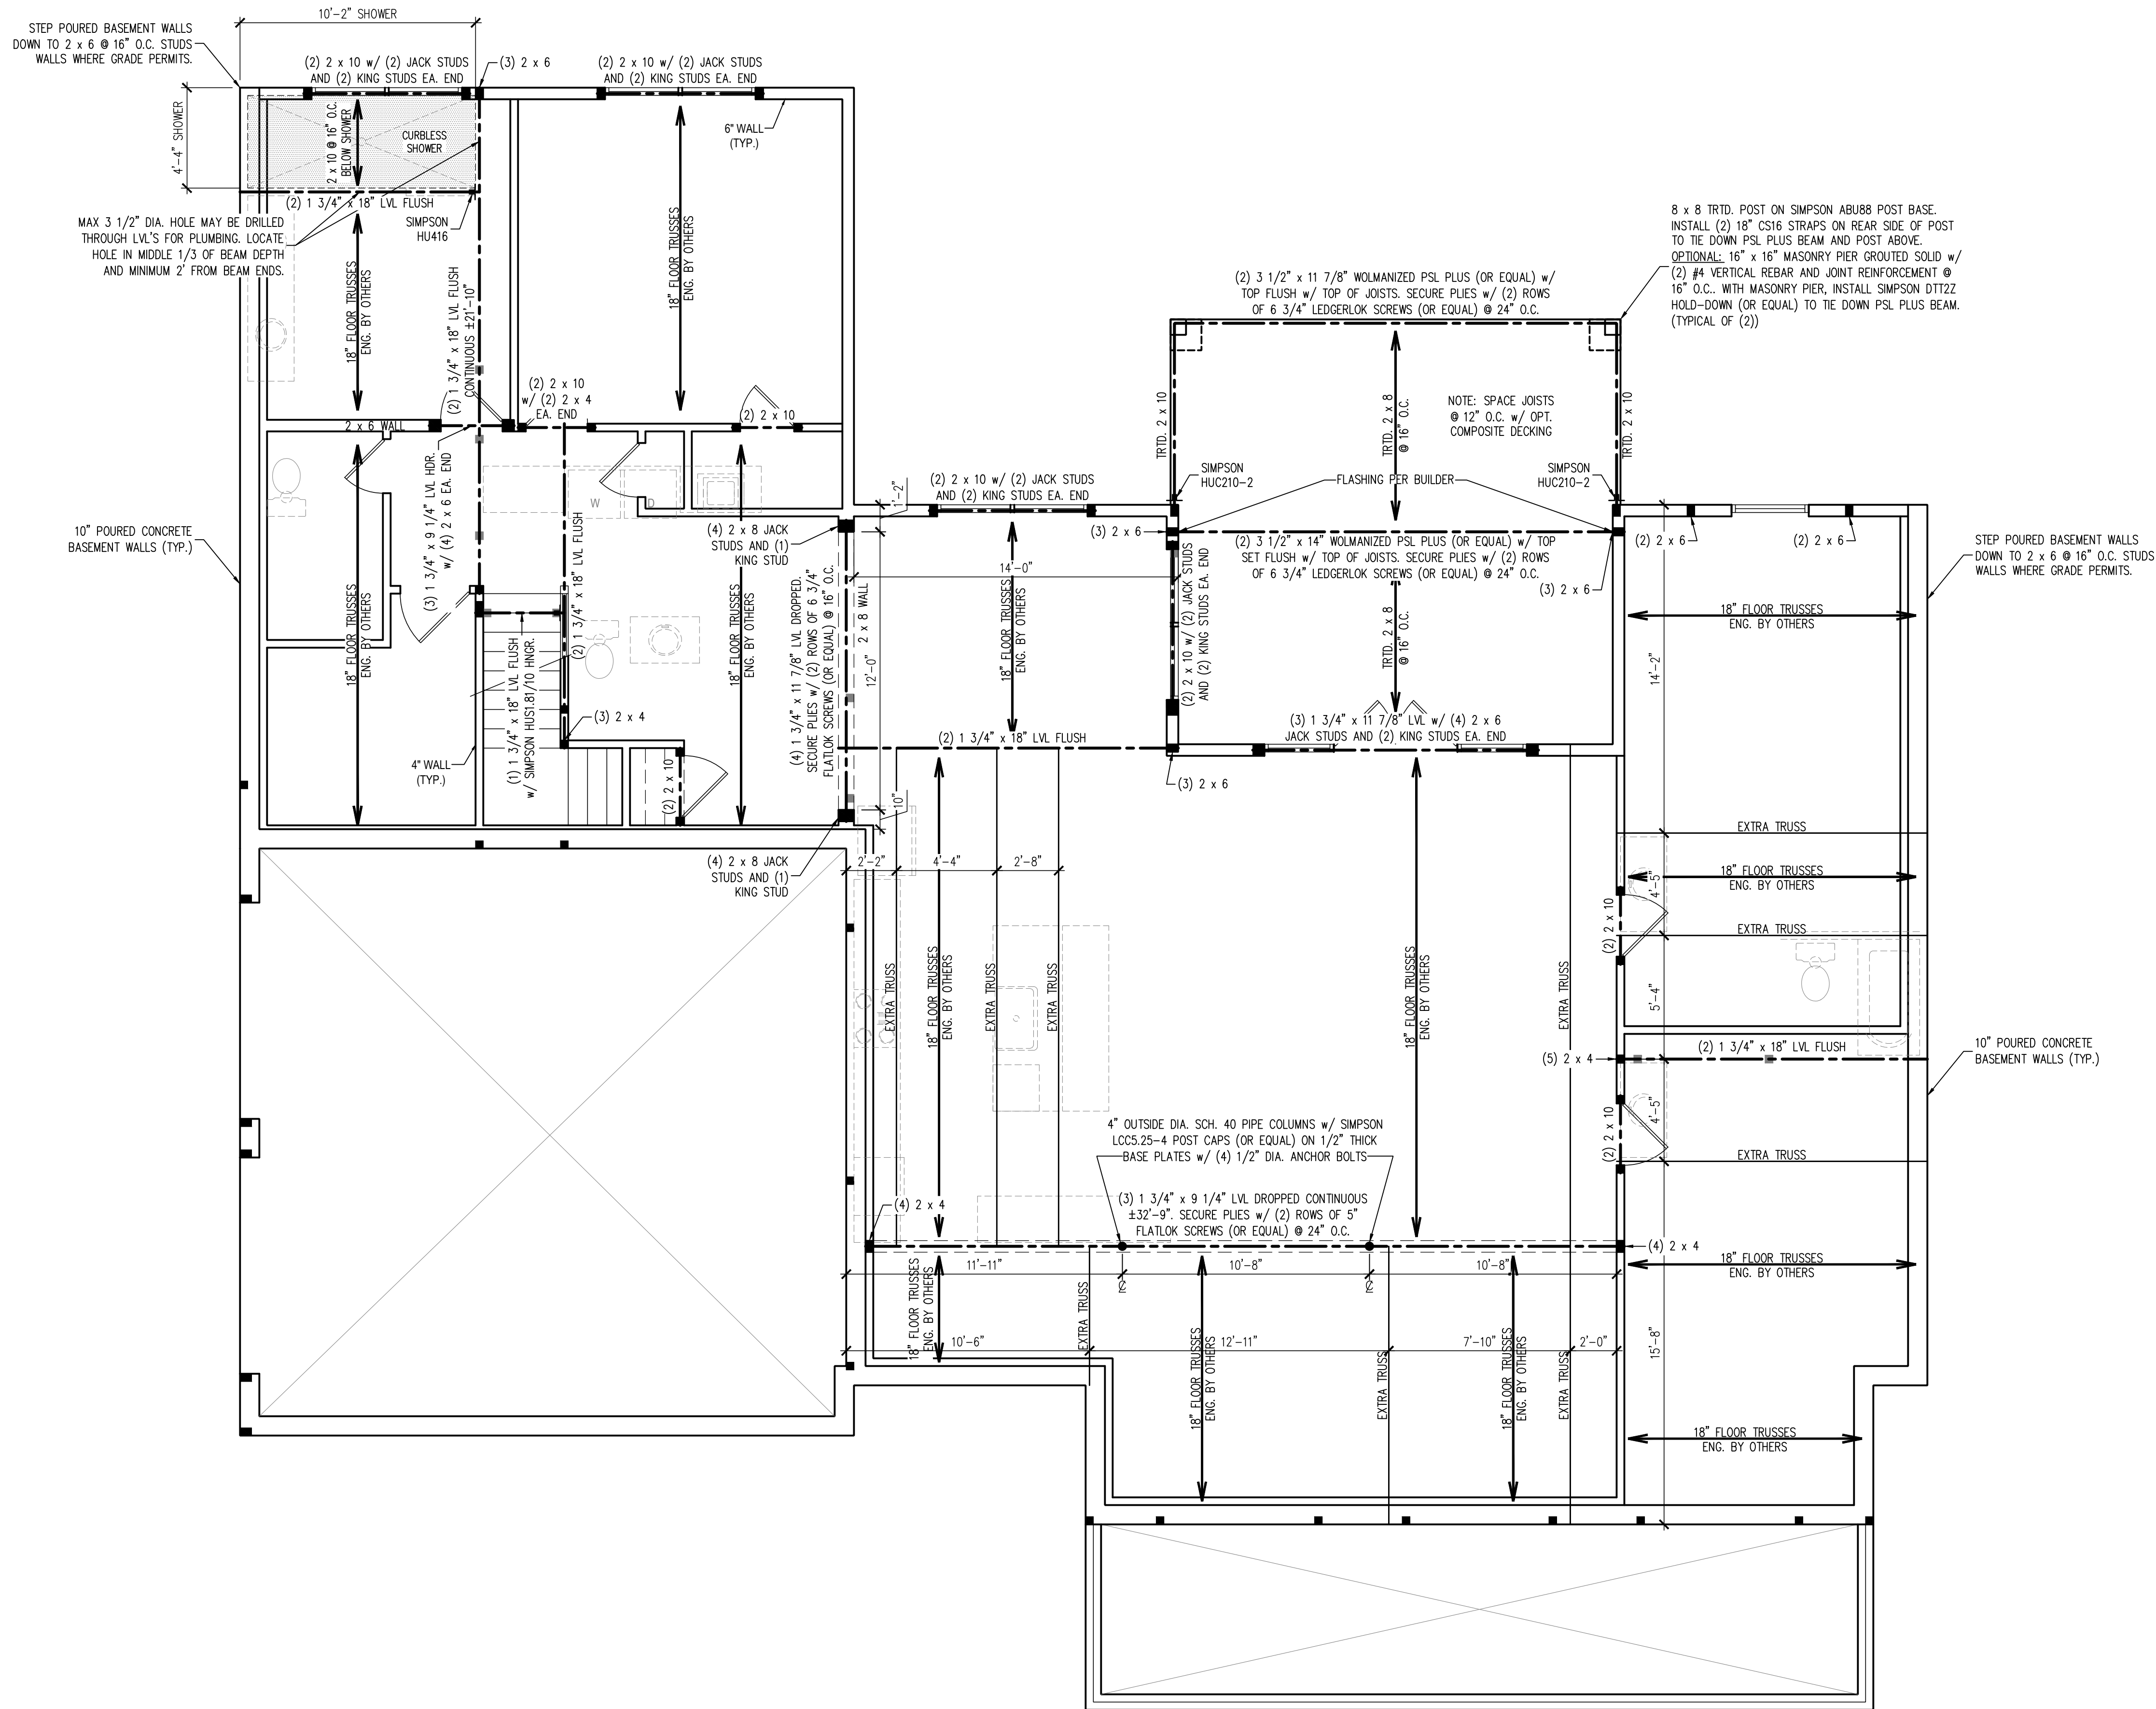 10'-2" SHOWER
STEP POURED BASEMENT WALLS
DOWN TO 2 x 6 @ 16" O.C. STUDS
WALLS WHERE GRADE PERMITS.
(2) 2 x 10 w/ (2) JACK STUDS
AND (2) KING STUDS EA. END
(3) 2 x 6
(2) 2 x 10 w/ (2) JACK STUDS
AND (2) KING STUDS EA. END
4'-4" SHOWER
2 x 10 @ 16" O.C.
BELOW SHOWER
CURBLESS
SHOWER
6" WALL
(TYP.)
(2) 1 3/4" x 18" LVL FLUSH
SIMPSON
HU416
MAX 3 1/2" DIA. HOLE MAY BE DRILLED
THROUGH LVL'S FOR PLUMBING. LOCATE
HOLE IN MIDDLE 1/3 OF BEAM DEPTH
AND MINIMUM 2' FROM BEAM ENDS.
18" FLOOR TRUSSES
ENG. BY OTHERS
(2) 1 3/4" x 18" LVL FLUSH
CONTINUOUS ±21'-10"
18" FLOOR TRUSSES
ENG. BY OTHERS
8 x 8 TRTD. POST ON SIMPSON ABU88 POST BASE.
INSTALL (2) 18" CS16 STRAPS ON REAR SIDE OF POST
TO TIE DOWN PSL PLUS BEAM AND POST ABOVE.
OPTIONAL: 16" x 16" MASONRY PIER GROUTED SOLID w/
(2) #4 VERTICAL REBAR AND JOINT REINFORCEMENT @
16" O.C.. WITH MASONRY PIER, INSTALL SIMPSON DTT2Z
HOLD-DOWN (OR EQUAL) TO TIE DOWN PSL PLUS BEAM.
(TYPICAL OF (2))
(2) 3 1/2" x 11 7/8" WOLMANIZED PSL PLUS (OR EQUAL) w/
TOP FLUSH w/ TOP OF JOISTS. SECURE PLIES w/ (2) ROWS
OF 6 3/4" LEDGERLOK SCREWS (OR EQUAL) @ 24" O.C.
(2) 2 x 10
w/ (2) 2 x 4
EA. END
(2) 2 x 10
2 x 6 WALL
TRTD. 2 x 10
TRTD. 2 x 8
@ 16" O.C.
NOTE: SPACE JOISTS
@ 12" O.C. w/ OPT.
COMPOSITE DECKING
TRTD. 2 x 10
SIMPSON
HUC210-2
FLASHING PER BUILDER
SIMPSON
HUC210-2
W
D
(3) 1 3/4" x 9 1/4" LVL HDR.
w/ (4) 2 x 6 EA. END
(2) 2 x 10 w/ (2) JACK STUDS
AND (2) KING STUDS EA. END
1'-2"
10" POURED CONCRETE
BASEMENT WALLS (TYP.)
(4) 2 x 8 JACK
STUDS AND (1)
KING STUD
(3) 2 x 6
(2) 3 1/2" x 14" WOLMANIZED PSL PLUS (OR EQUAL) w/ TOP
SET FLUSH w/ TOP OF JOISTS. SECURE PLIES w/ (2) ROWS
OF 6 3/4" LEDGERLOK SCREWS (OR EQUAL) @ 24" O.C.
(2) 2 x 6
(2) 2 x 6
(3) 2 x 6
STEP POURED BASEMENT WALLS
DOWN TO 2 x 6 @ 16" O.C. STUDS
WALLS WHERE GRADE PERMITS.
14'-0"
18" FLOOR TRUSSES
ENG. BY OTHERS
(1) 1 3/4" x 18" LVL FLUSH
w/ SIMPSON HUS1.81/10 HNGR.
(2) 1 3/4" x 18" LVL FLUSH
18" FLOOR TRUSSES
ENG. BY OTHERS
(4) 1 3/4" x 11 7/8" LVL DROPPED.
SECURE PLIES w/ (2) ROWS OF 6 3/4"
FLATLOK SCREWS (OR EQUAL) @ 16" O.C.
2 x 8 WALL
12'-0"
18" FLOOR TRUSSES
ENG. BY OTHERS
(2) 2 x 10 w/ (2) JACK STUDS
AND (2) KING STUDS EA. END
TRTD. 2 x 8
@ 16" O.C.
18" FLOOR TRUSSES
ENG. BY OTHERS
14'-2"
(3) 2 x 4
4" WALL
(TYP.)
(2) 2 x 10
(2) 1 3/4" x 18" LVL FLUSH
(3) 1 3/4" x 11 7/8" LVL w/ (4) 2 x 6
JACK STUDS AND (2) KING STUDS EA. END
(3) 2 x 6
10"
EXTRA TRUSS
(4) 2 x 8 JACK
STUDS AND (1)
KING STUD
2'-2"
4'-4"
2'-8"
18" FLOOR TRUSSES
ENG. BY OTHERS
4'-5"
(2) 2 x 10
EXTRA TRUSS
EXTRA TRUSS
18" FLOOR TRUSSES
ENG. BY OTHERS
EXTRA TRUSS
EXTRA TRUSS
18" FLOOR TRUSSES
ENG. BY OTHERS
EXTRA TRUSS
5'-4"
(5) 2 x 4
(2) 1 3/4" x 18" LVL FLUSH
10" POURED CONCRETE
BASEMENT WALLS (TYP.)
4'-5"
(2) 2 x 10
EXTRA TRUSS
4" OUTSIDE DIA. SCH. 40 PIPE COLUMNS w/ SIMPSON
LCC5.25-4 POST CAPS (OR EQUAL) ON 1/2" THICK
BASE PLATES w/ (4) 1/2" DIA. ANCHOR BOLTS
(4) 2 x 4
(3) 1 3/4" x 9 1/4" LVL DROPPED CONTINUOUS
±32'-9". SECURE PLIES w/ (2) ROWS OF 5"
FLATLOK SCREWS (OR EQUAL) @ 24" O.C.
(4) 2 x 4
18" FLOOR TRUSSES
ENG. BY OTHERS
11'-11"
10'-8"
10'-8"
18" FLOOR TRUSSES
ENG. BY OTHERS
EXTRA TRUSS
10'-6"
12'-11"
7'-10"
2'-0"
15'-8"
18" FLOOR TRUSSES
ENG. BY OTHERS
EXTRA TRUSS
18" FLOOR TRUSSES
ENG. BY OTHERS
EXTRA TRUSS
18" FLOOR TRUSSES
ENG. BY OTHERS